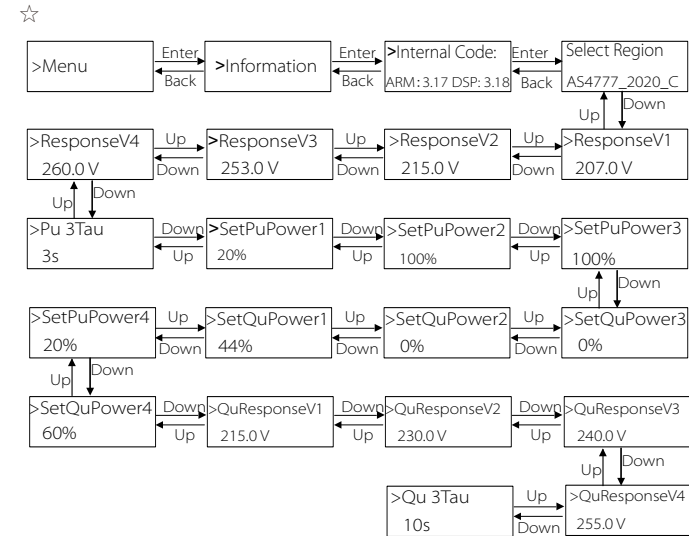 ☆
>Menu
Enter
Back
>Information
Enter
Back
>Internal Code:
ARM: 3.17 DSP: 3.18
Enter
Back
Select Region
AS4777_2020_C
Up
Down
>ResponseV4
260.0 V
Up
Down
>ResponseV3
253.0 V
Up
Down
>ResponseV2
215.0 V
Up
Down
>ResponseV1
207.0 V
Up
Down
>Pu 3Tau
3s
Down
Up
>SetPuPower1
20%
Down
Up
>SetPuPower2
100%
Down
Up
>SetPuPower3
100%
Up
Down
>SetPuPower4
20%
Up
Down
>SetQuPower1
44%
Up
Down
>SetQuPower2
0%
Up
Down
>SetQuPower3
0%
Up
Down
>SetQuPower4
60%
Down
Up
>QuResponseV1
215.0 V
Down
Up
>QuResponseV2
230.0 V
Down
Up
>QuResponseV3
240.0 V
Up
Down
>Qu 3Tau
10s
Up
Down
>QuResponseV4
255.0 V